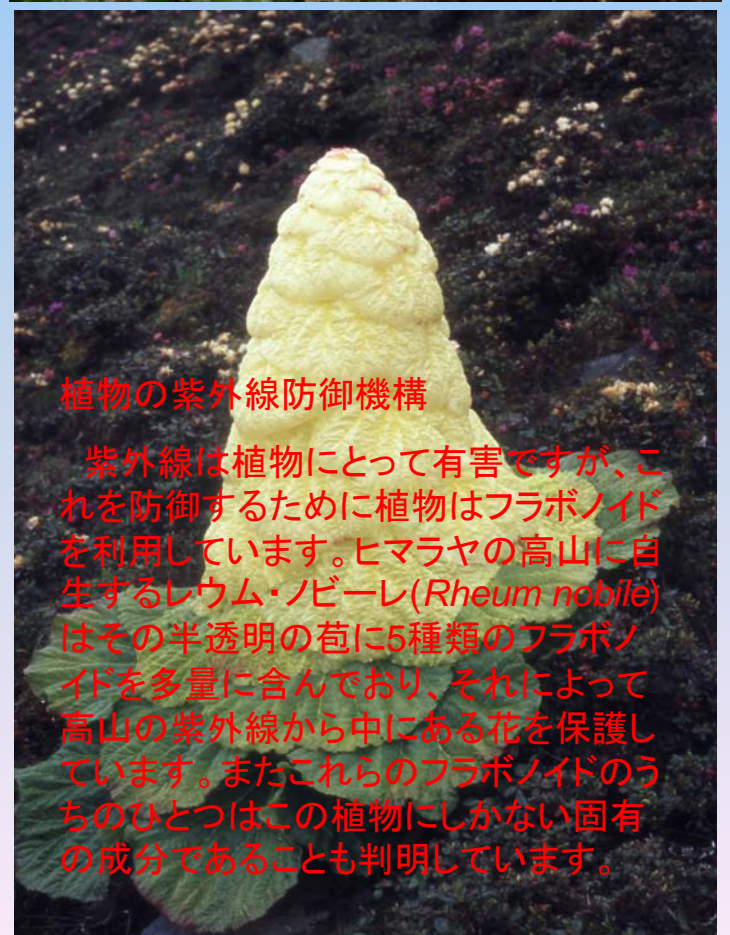 植物の紫外線防御機構
紫外線は植物にとって有害ですが、こ
れを防御するために植物はフラボノイド
を利用しています。ヒマラヤの高山に自
生するレウム・ノビーレ(Rheum nobile)
はその半透明の苞に5種類のフラボノ
イドを多量に含んでおり、それによって
高山の紫外線から中にある花を保護し
ています。またこれらのフラボノイドのう
ちのひとつはこの植物にしかない固有
の成分であることも判明しています。